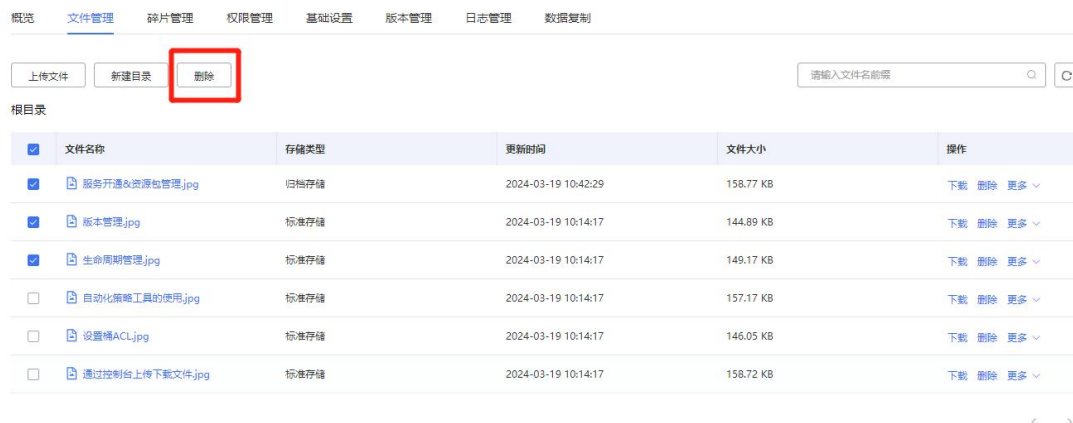 概览 文件管理 碎片管理 权限管理 基础设置 版本管理 日志管理 数据复制
上传文件 新建目录 删除 请输入文件名前缀
根目录
文件名称 存储类型 更新时间 文件大小 操作
服务开通&资源包管理.jpg 归档存储 2024-03-19 10:42:29 158.77 KB 下载 删除 更多
版本管理.jpg 标准存储 2024-03-19 10:14:17 144.89 KB 下载 删除 更多
生命周期管理.jpg 标准存储 2024-03-19 10:14:17 149.17 KB 下载 删除 更多
自动化策略工具的使用.jpg 标准存储 2024-03-19 10:14:17 157.17 KB 下载 删除 更多
设置桶ACL.jpg 标准存储 2024-03-19 10:14:17 146.05 KB 下载 删除 更多
通过控制台上传下载文件.jpg 标准存储 2024-03-19 10:14:17 158.72 KB 下载 删除 更多